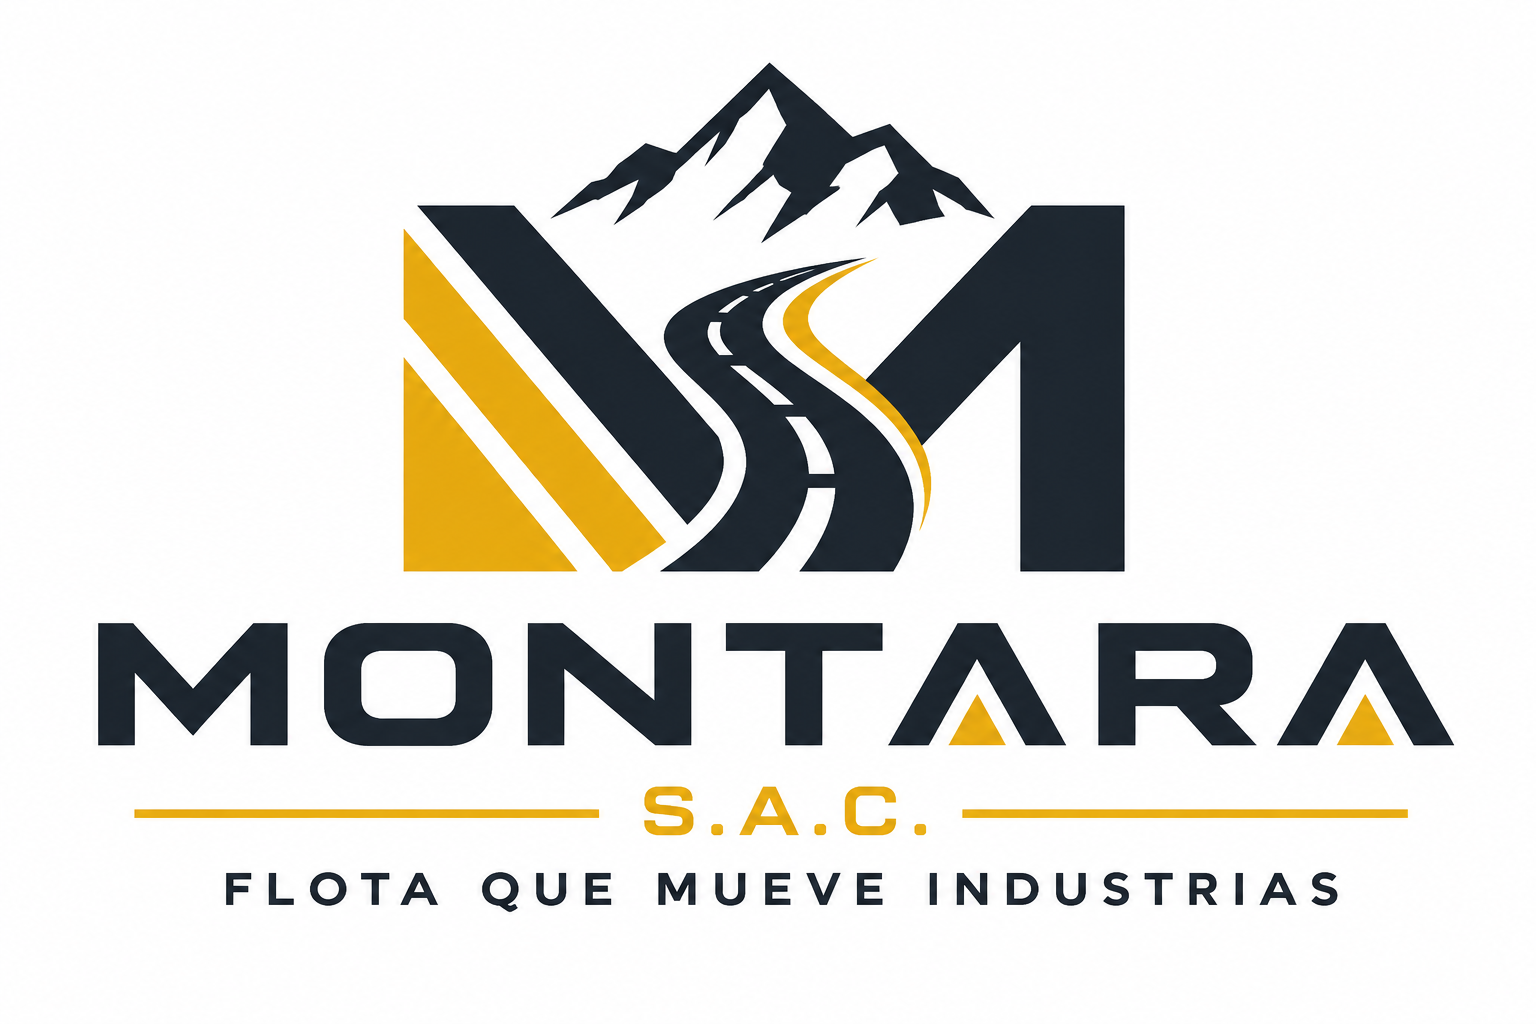 MONTARA
S.A.C.
FLOTA QUE MUEVE INDUSTRIAS